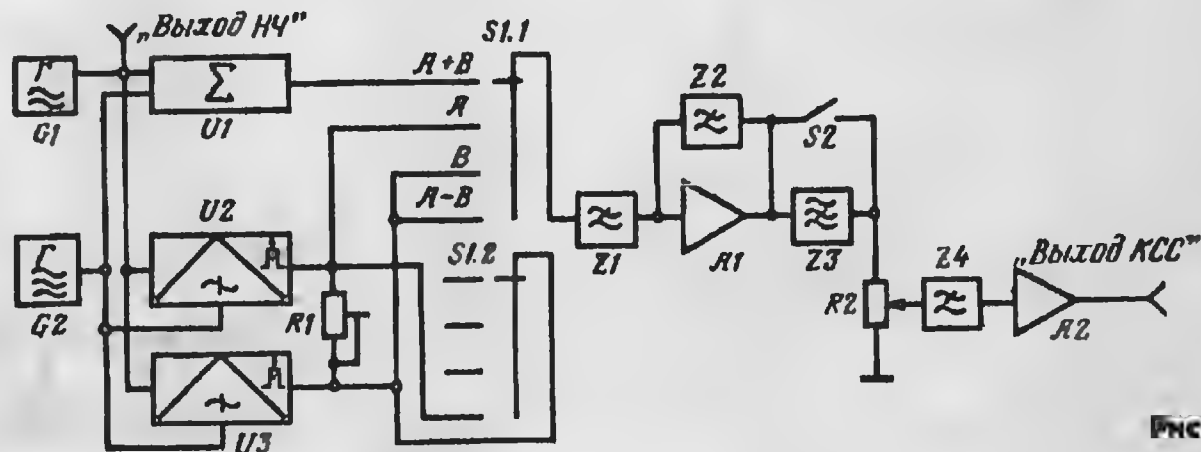 „Выход НЧ”
S1.1
Г
G1
Σ
U1
A+B
A
B
A−B
Z2
S2
Z1
A1
Z3
Г
G2
U2
S1.2
R1
U3
R2
Z4
„Выход КСС”
A2